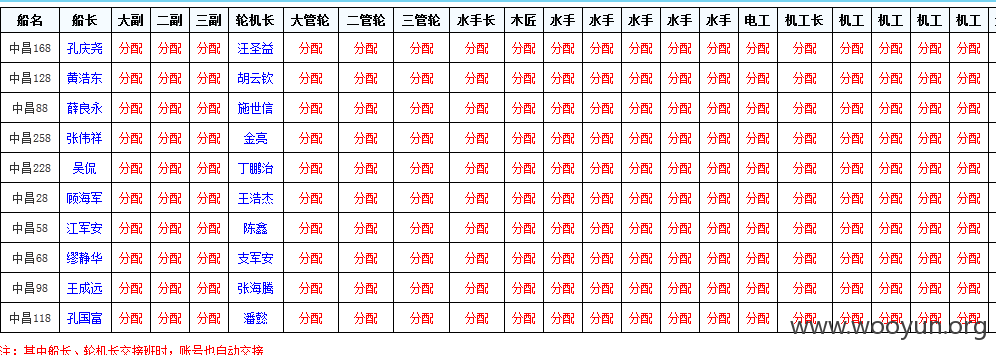 船名 船长 大副 二副 三副 轮机长 大管轮 二管轮 三管轮 水手长 木匠 水手 水手 水手 水手 水手 电工 机工长 机工 机工 机工 机工
中昌168 孔庆尧 分配 分配 分配 汪圣益 分配 分配 分配 分配 分配 分配 分配 分配 分配 分配 分配 分配 分配 分配 分配 分配
中昌128 黄浩东 分配 分配 分配 胡云钦 分配 分配 分配 分配 分配 分配 分配 分配 分配 分配 分配 分配 分配 分配 分配 分配
中昌88 薛良永 分配 分配 分配 施世信 分配 分配 分配 分配 分配 分配 分配 分配 分配 分配 分配 分配 分配 分配 分配 分配
中昌258 张伟祥 分配 分配 分配 金亮 分配 分配 分配 分配 分配 分配 分配 分配 分配 分配 分配 分配 分配 分配 分配 分配
中昌228 吴侃 分配 分配 分配 丁鹏治 分配 分配 分配 分配 分配 分配 分配 分配 分配 分配 分配 分配 分配 分配 分配 分配
中昌28 顾海军 分配 分配 分配 王浩杰 分配 分配 分配 分配 分配 分配 分配 分配 分配 分配 分配 分配 分配 分配 分配 分配
中昌58 江军安 分配 分配 分配 陈鑫 分配 分配 分配 分配 分配 分配 分配 分配 分配 分配 分配 分配 分配 分配 分配 分配
中昌68 缪静华 分配 分配 分配 支军安 分配 分配 分配 分配 分配 分配 分配 分配 分配 分配 分配 分配 分配 分配 分配 分配
中昌98 王成远 分配 分配 分配 张海腾 分配 分配 分配 分配 分配 分配 分配 分配 分配 分配 分配 分配 分配 分配 分配 分配
中昌118 孔国富 分配 分配 分配 潘懿 分配 分配 分配 分配 分配 分配 分配 分配 分配 分配 分配 分配 分配 分配 分配 分配
www.wooyun.org
注：其中船长、轮机长交接班时，账号也自动交接